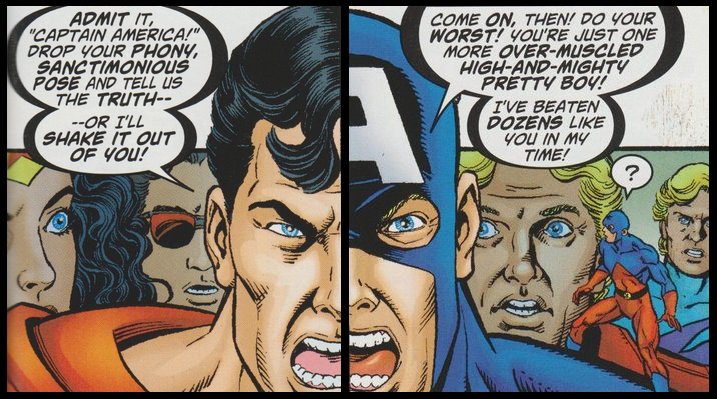 ADMIT IT,
"CAPTAIN AMERICA!"
DROP YOUR PHONY,
SANCTIMONIOUS
POSE AND TELL US
THE TRUTH--
--OR I'LL
SHAKE IT OUT
OF YOU!
COME ON, THEN! DO YOUR
WORST! YOU'RE JUST ONE
MORE OVER-MUSCLED
HIGH-AND-MIGHTY
PRETTY BOY!
I'VE BEATEN
DOZENS LIKE
YOU IN MY
TIME!
?
A